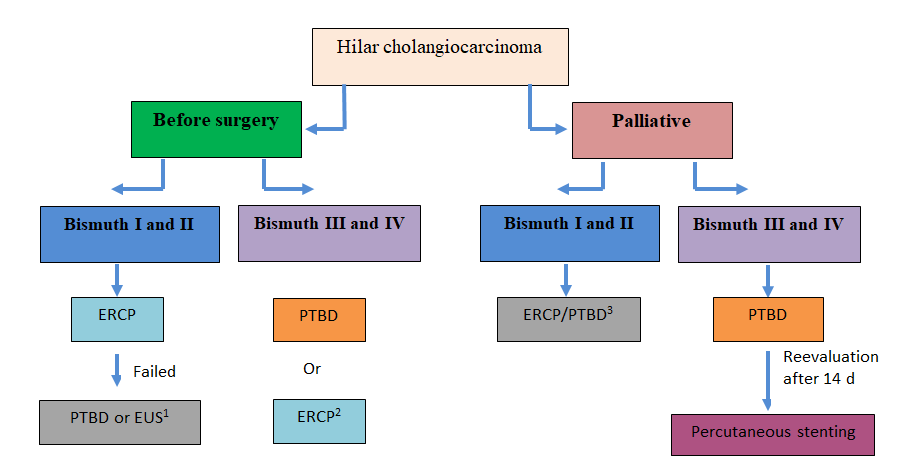 Hilar cholangiocarcinoma
Before surgery
Palliative
Bismuth I and II
Bismuth III and IV
Bismuth I and II
Bismuth III and IV
ERCP
PTBD
ERCP/PTBD³
PTBD
Failed
Or
Reevaluation
after 14 d
PTBD or EUS¹
ERCP²
Percutaneous stenting